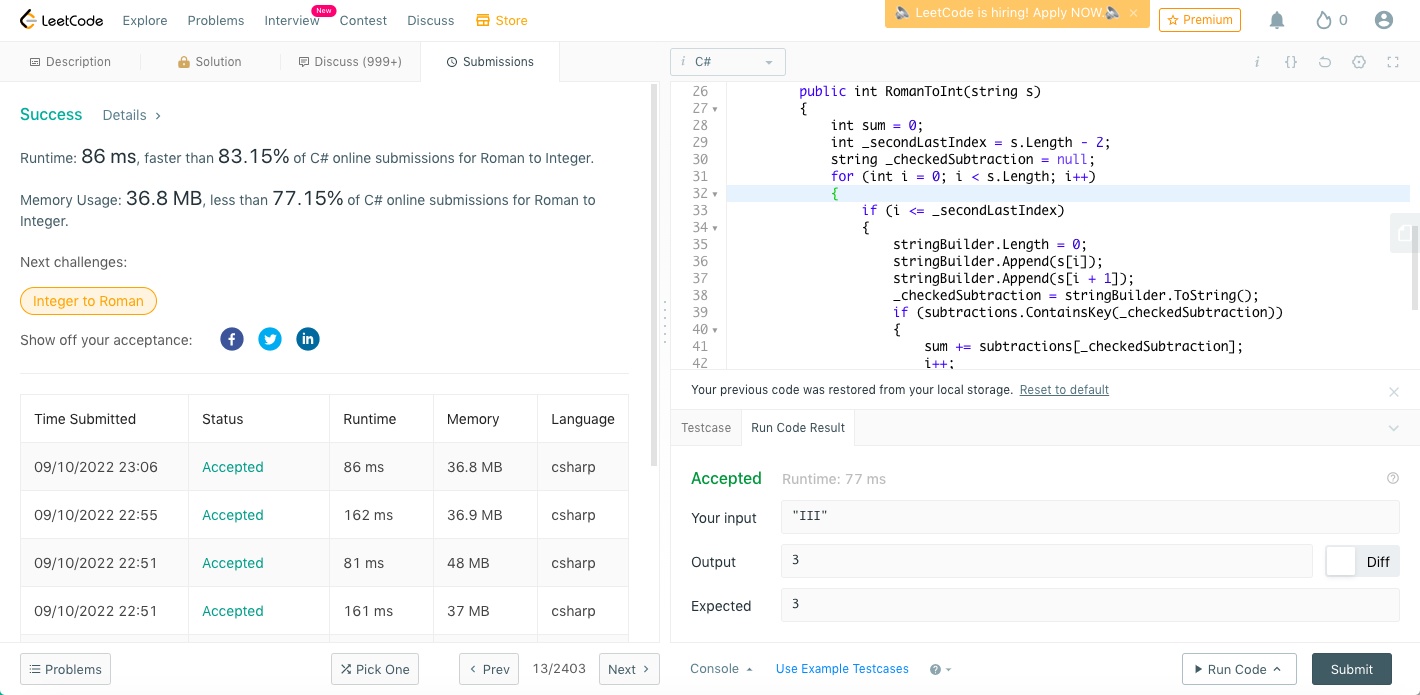 LeetCode Explore Problems Interview New Contest Discuss Store LeetCode is hiring! Apply NOW. × Premium 0
Description Solution Discuss (999+) Submissions
Success Details >
Runtime: 86 ms, faster than 83.15% of C# online submissions for Roman to Integer.
Memory Usage: 36.8 MB, less than 77.15% of C# online submissions for Roman to
Integer.
Next challenges:
Integer to Roman
Show off your acceptance:
Time Submitted Status Runtime Memory Language
09/10/2022 23:06 Accepted 86 ms 36.8 MB csharp
09/10/2022 22:55 Accepted 162 ms 36.9 MB csharp
09/10/2022 22:51 Accepted 81 ms 48 MB csharp
09/10/2022 22:51 Accepted 161 ms 37 MB csharp
Problems Pick One < Prev 13/2403 Next >
i C#
26 public int RomanToInt(string s)
27 {
28 int sum = 0;
29 int _secondLastIndex = s.Length - 2;
30 string _checkedSubtraction = null;
31 for (int i = 0; i < s.Length; i++)
32 {
33 if (i <= _secondLastIndex)
34 {
35 stringBuilder.Length = 0;
36 stringBuilder.Append(s[i]);
37 stringBuilder.Append(s[i + 1]);
38 _checkedSubtraction = stringBuilder.ToString();
39 if (subtractions.ContainsKey(_checkedSubtraction))
40 {
41 sum += subtractions[_checkedSubtraction];
42 i++;
Your previous code was restored from your local storage. Reset to default
Testcase Run Code Result
Accepted Runtime: 77 ms
Your input "III"
Output 3 Diff
Expected 3
Console Use Example Testcases Run Code Submit